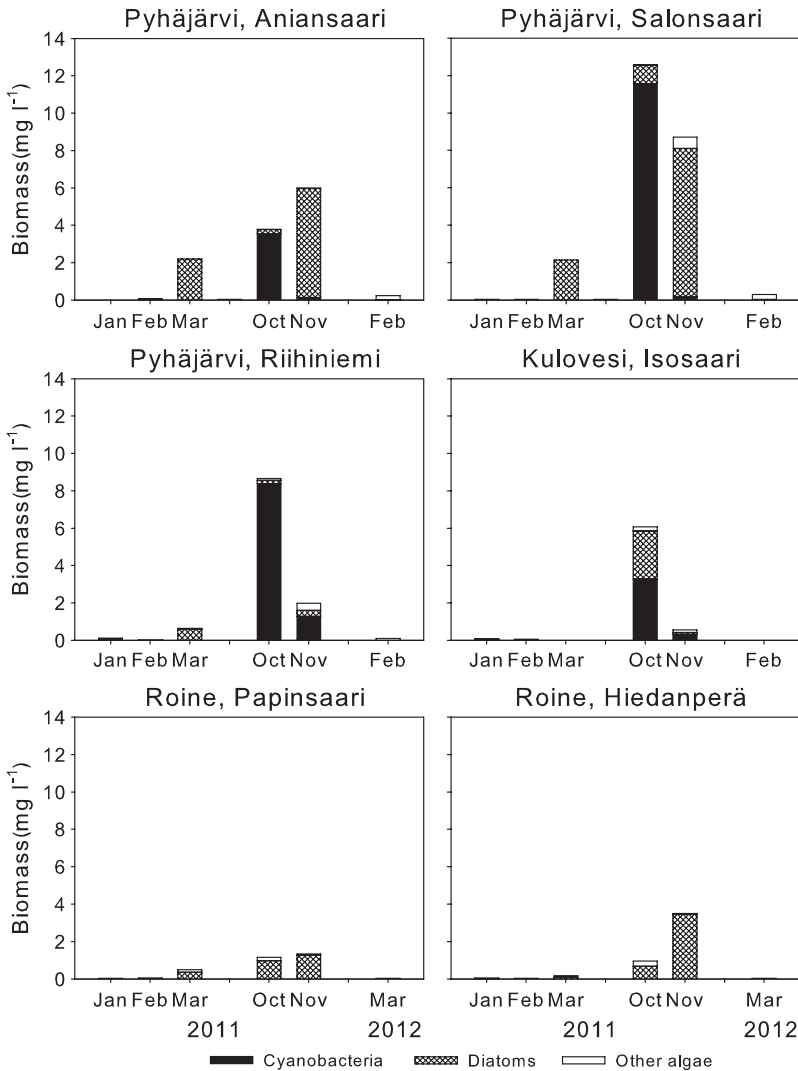 Pyhäjärvi, Aniansaari
Pyhäjärvi, Salonsaari
Biomass(mg l⁻¹)
14
12
10
8
6
4
2
0
Jan Feb Mar Oct Nov Feb
Jan Feb Mar Oct Nov Feb
Pyhäjärvi, Riihiniemi
Kulovesi, Isosaari
Biomass(mg l⁻¹)
14
12
10
8
6
4
2
0
Jan Feb Mar Oct Nov Feb
Jan Feb Mar Oct Nov Feb
Roine, Papinsaari
Roine, Hiedanperä
Biomass(mg l⁻¹)
14
12
10
8
6
4
2
0
Jan Feb Mar Oct Nov Mar
Jan Feb Mar Oct Nov Mar
2011 2012
2011 2012
Cyanobacteria Diatoms Other algae